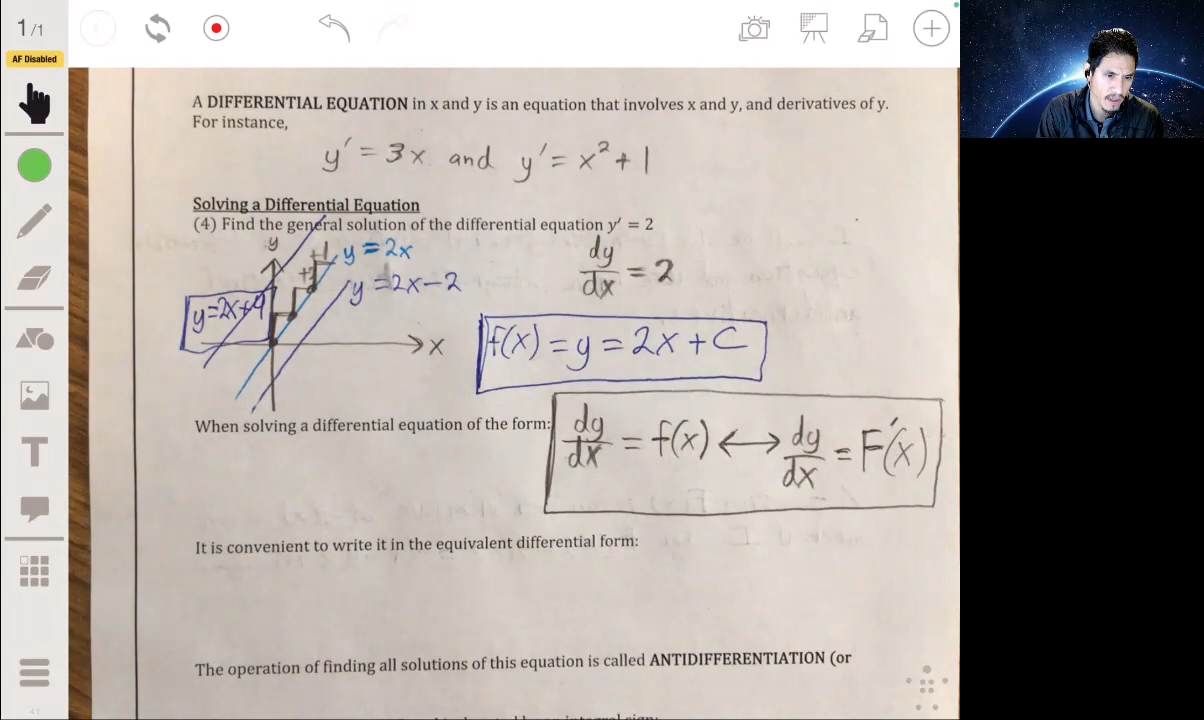 1/1
AF Disabled
A DIFFERENTIAL EQUATION in x and y is an equation that involves x and y, and derivatives of y.
For instance,
y' = 3x and y' = x² + 1
Solving a Differential Equation
(4) Find the general solution of the differential equation y' = 2
y
y = 2x
dy/dx = 2
+1
+2
y = 2x - 2
y = 2x + 9
f(x) = y = 2x + C
x
When solving a differential equation of the form:
dy/dx = f(x) ↔ dy/dx = F'(x)
It is convenient to write it in the equivalent differential form:
The operation of finding all solutions of this equation is called ANTIDIFFERENTIATION (or
T